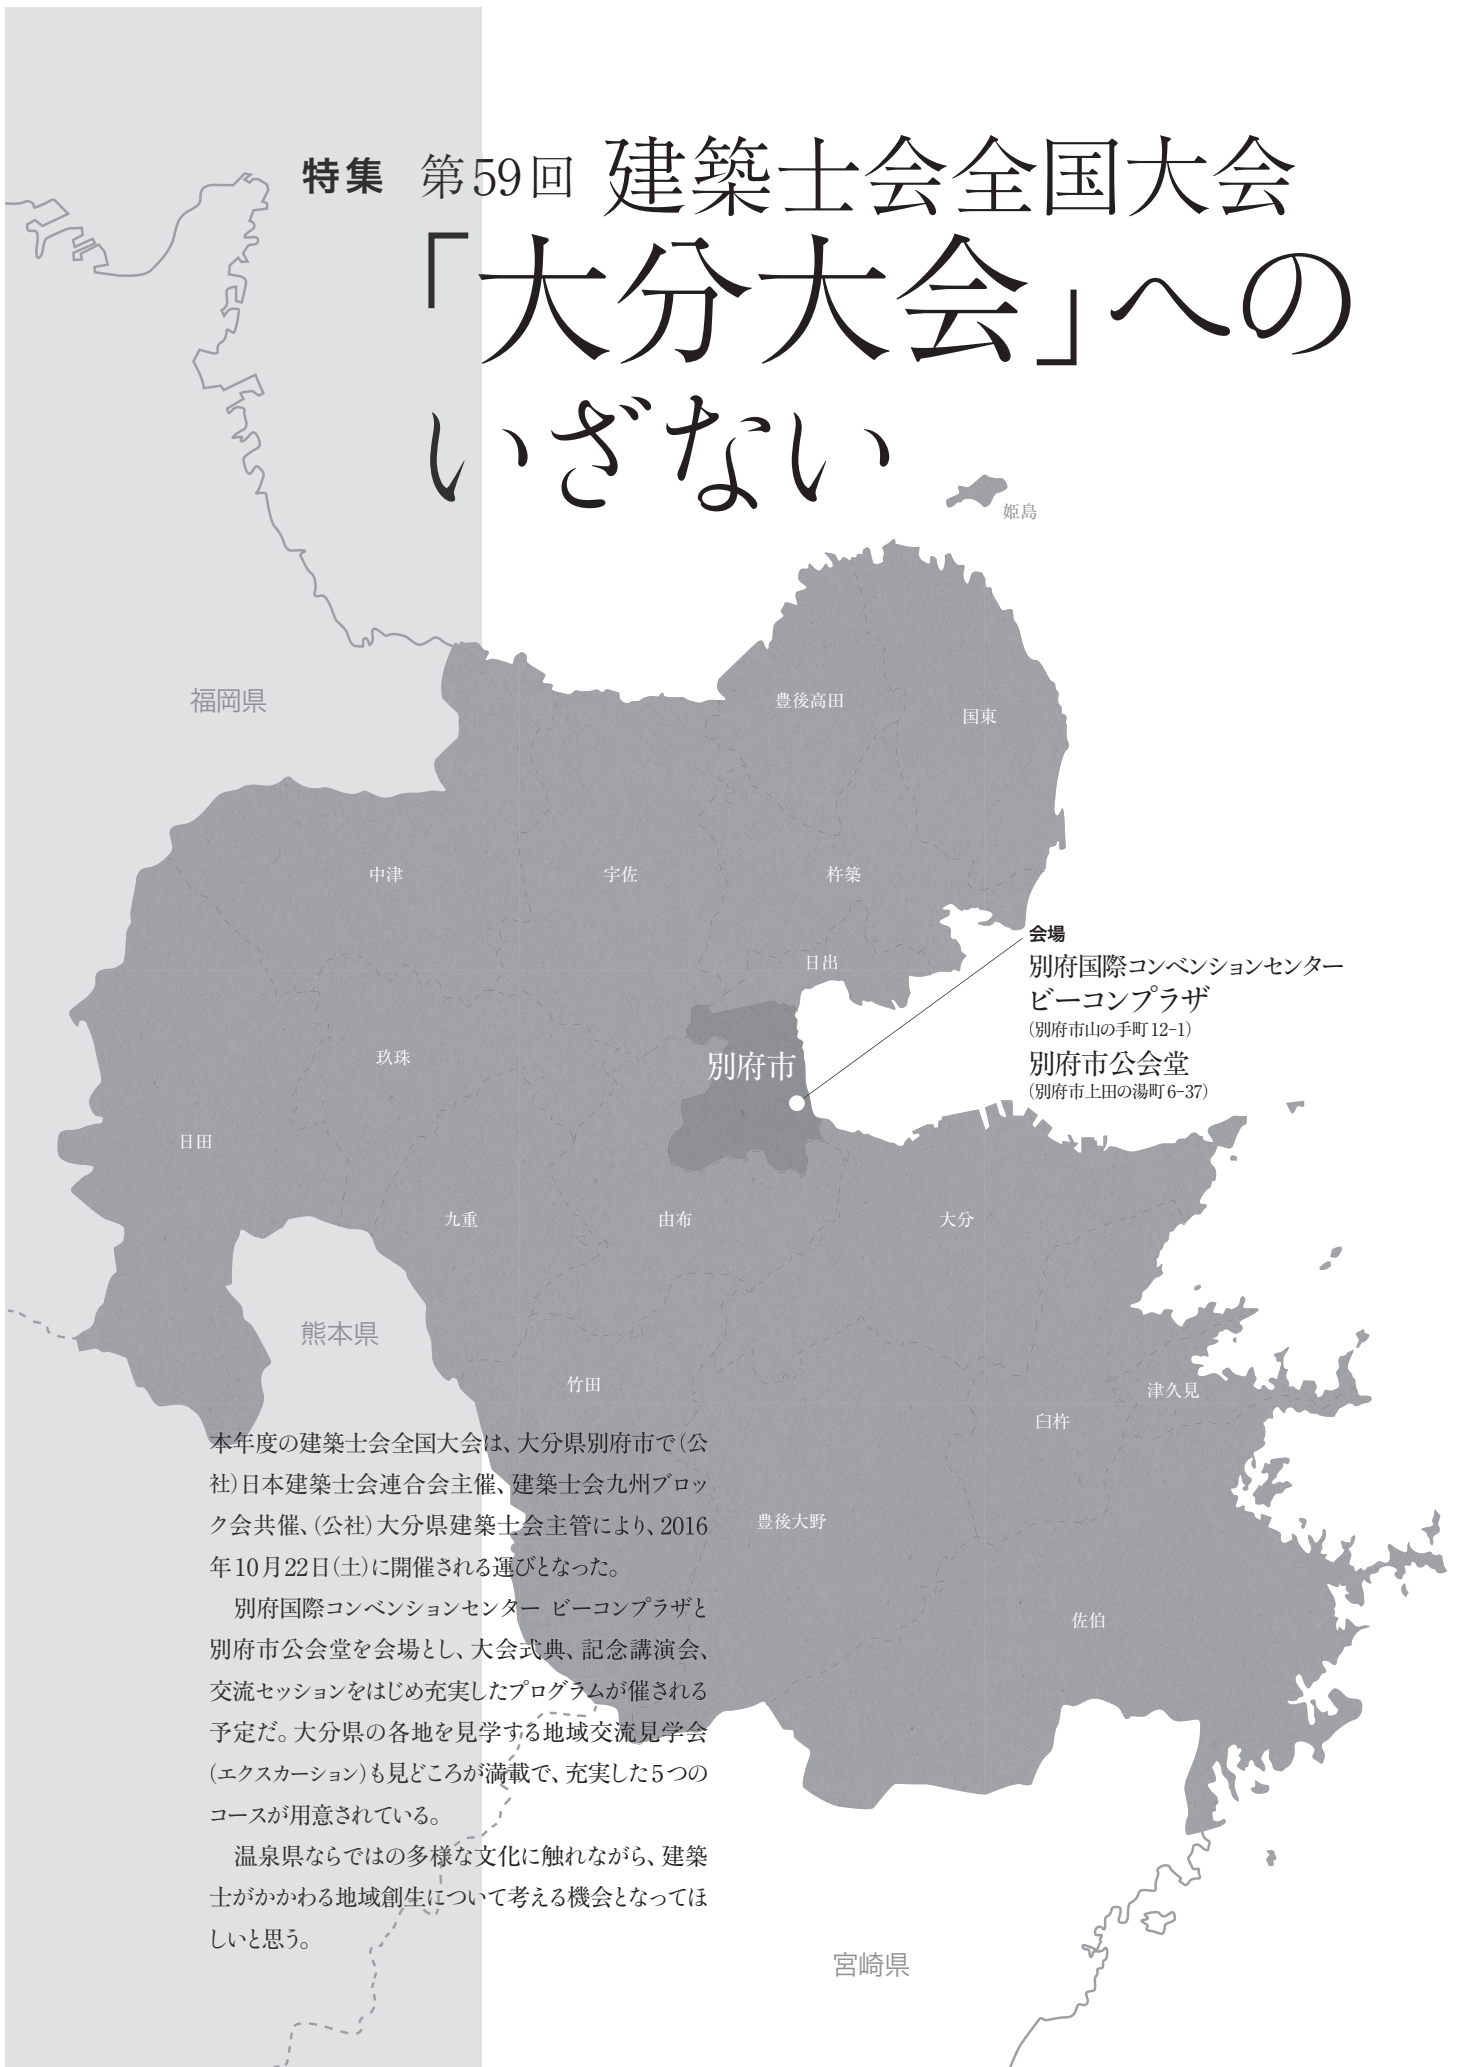 特集 第59回 建築士会全国大会
「大分大会」への
いざない
姫島
福岡県
豊後高田
国東
中津
宇佐
杵築
会場
別府国際コンベンションセンター
ビーコンプラザ
(別府市山の手町12-1)
別府市公会堂
(別府市上田の湯町6-37)
日出
玖珠
別府市
日田
九重
由布
大分
熊本県
竹田
津久見
臼杵
豊後大野
佐伯
本年度の建築士会全国大会は、大分県別府市で(公
社)日本建築士会連合会主催、建築士会九州ブロッ
ク会共催、(公社)大分県建築士会主管により、2016
年10月22日(土)に開催される運びとなった。
　別府国際コンベンションセンター ビーコンプラザと
別府市公会堂を会場とし、大会式典、記念講演会、
交流セッションをはじめ充実したプログラムが催される
予定だ。大分県の各地を見学する地域交流見学会
(エクスカーション)も見どころが満載で、充実した5つの
コースが用意されている。
　温泉県ならではの多様な文化に触れながら、建築
士がかかわる地域創生について考える機会となってほ
しいと思う。
宮崎県